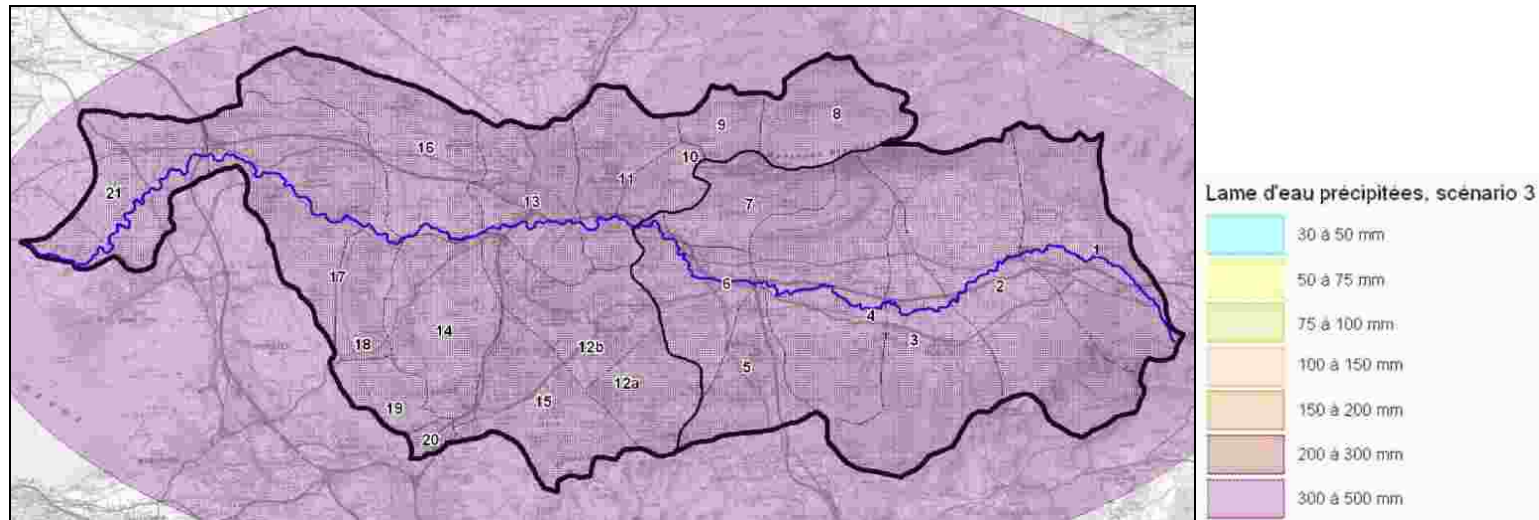 8
9
16
10
11
21
7
13
1
17
6
2
4
14
3
18
12b
5
12a
15
19
20
Lame d'eau précipitées, scénario 3
30 à 50 mm
50 à 75 mm
75 à 100 mm
100 à 150 mm
150 à 200 mm
200 à 300 mm
300 à 500 mm